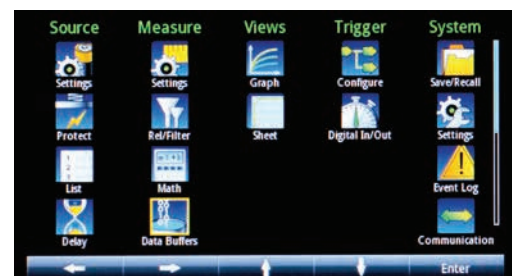 Source Measure Views Trigger System
Settings Settings Graph Configure Save/Recall
Protect Rel/Filter Sheet Digital In/Out Settings
List Math Event Log
Delay Data Buffers Communication
Enter